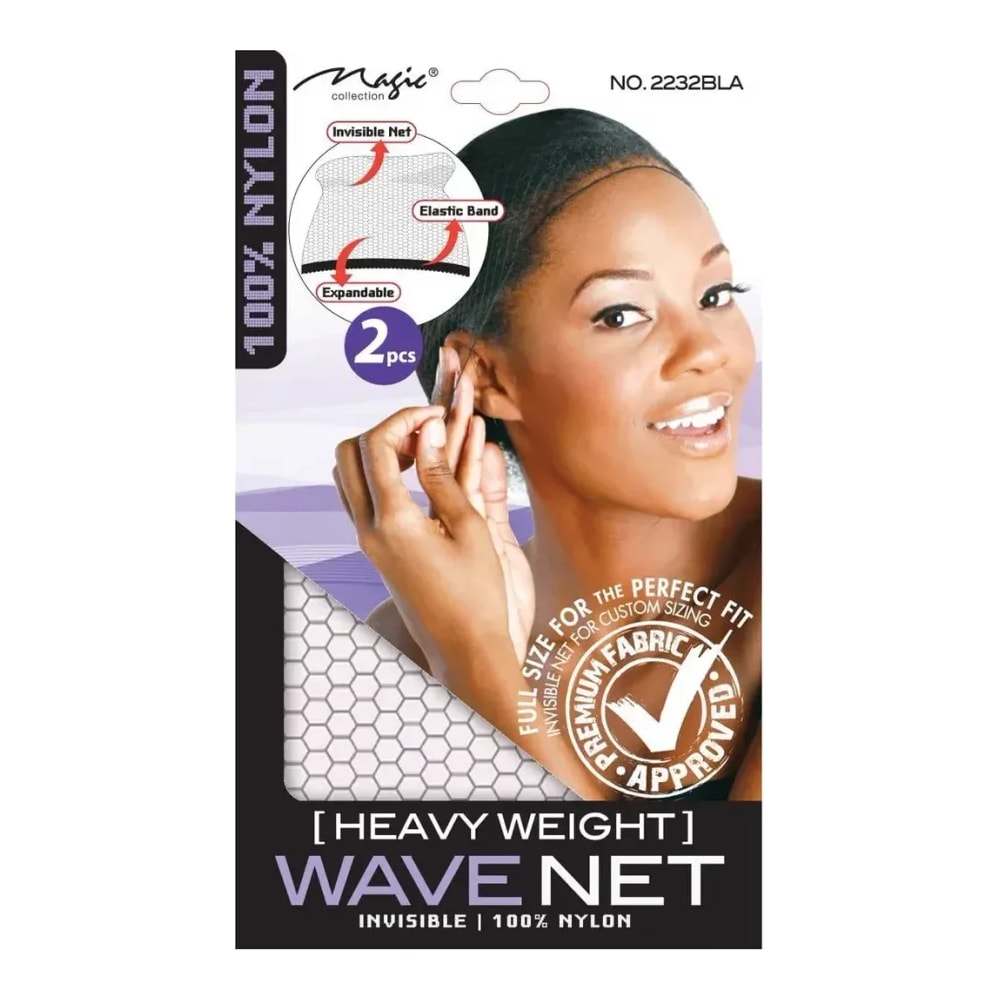 100% NYLON
Magic®
collection
NO. 2232BLA
Invisible Net
Elastic Band
Expandable
2pcs
FULL SIZE FOR THE PERFECT FIT
INVISIBLE NET FOR CUSTOM SIZING
PREMIUM FABRIC • APPROVED •
[HEAVY WEIGHT]
WAVE NET
INVISIBLE | 100% NYLON